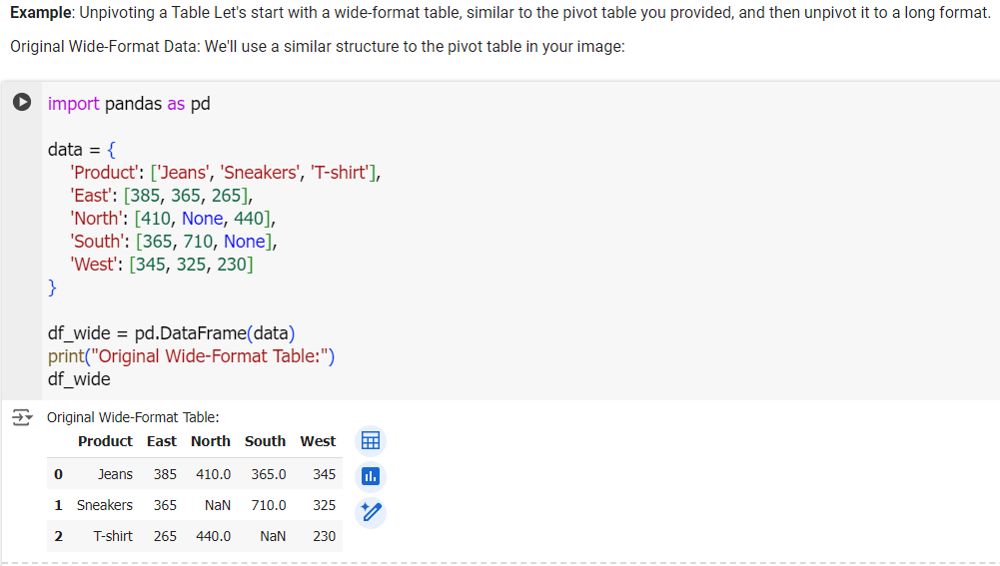 Example: Unpivoting a Table Let's start with a wide-format table, similar to the pivot table you provided, and then unpivot it to a long format.
Original Wide-Format Data: We'll use a similar structure to the pivot table in your image:
import pandas as pd
data = {
'Product': ['Jeans', 'Sneakers', 'T-shirt'],
'East': [385, 365, 265],
'North': [410, None, 440],
'South': [365, 710, None],
'West': [345, 325, 230]
}
df_wide = pd.DataFrame(data)
print("Original Wide-Format Table:")
df_wide
Original Wide-Format Table:
Product East North South West
0 Jeans 385 410.0 365.0 345
1 Sneakers 365 NaN 710.0 325
2 T-shirt 265 440.0 NaN 230